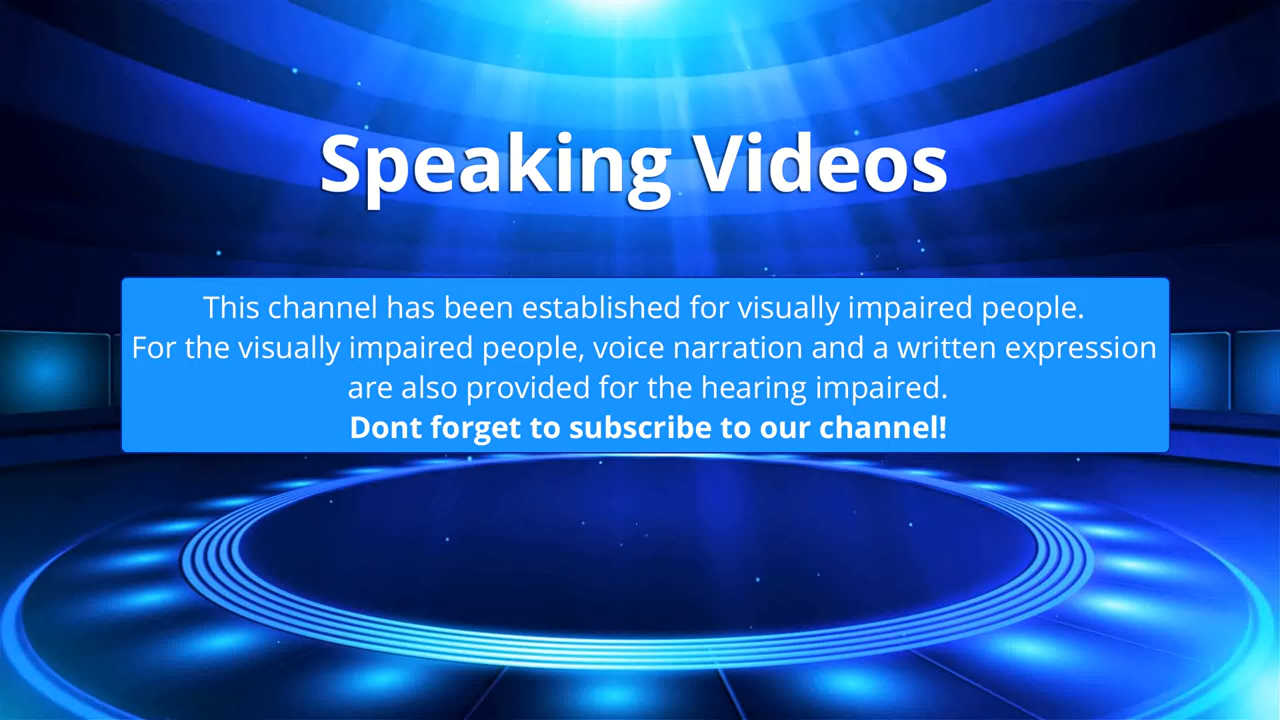 Speaking Videos
This channel has been established for visually impaired people.
For the visually impaired people, voice narration and a written expression
are also provided for the hearing impaired.
Dont forget to subscribe to our channel!